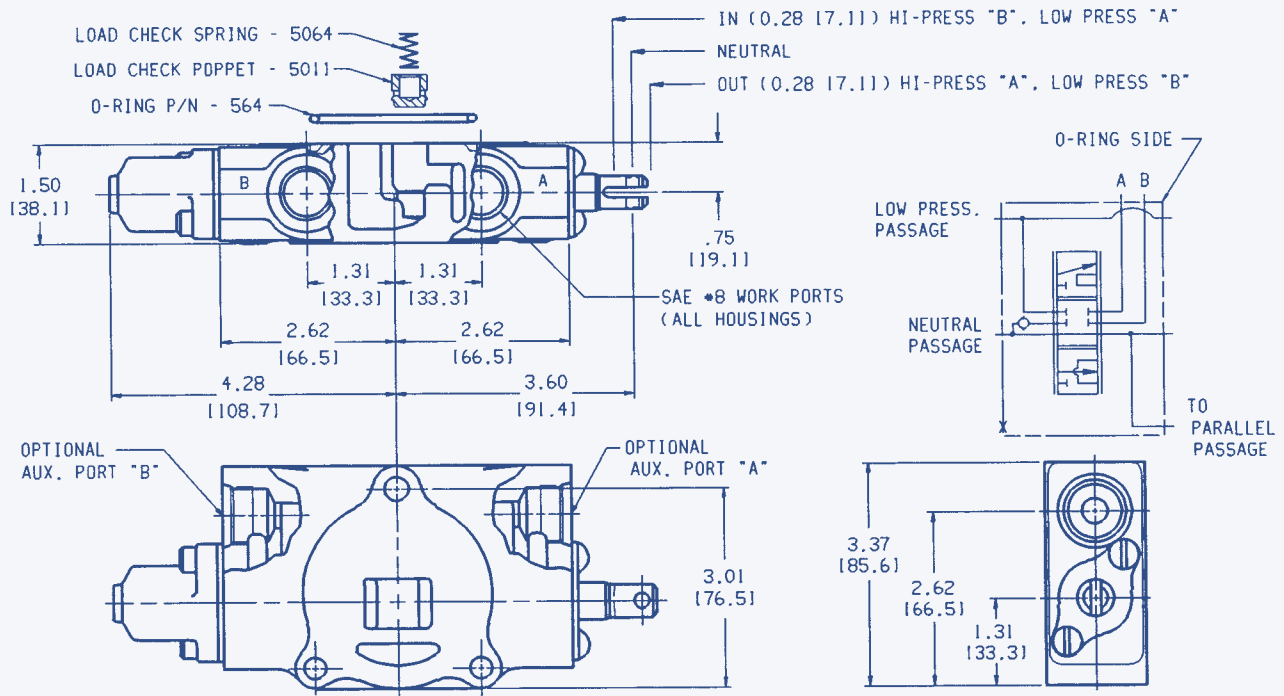 LOAD CHECK SPRING - 5064
LOAD CHECK POPPET - 5011
O-RING P/N - 564
IN (0.28 [7.1]) HI-PRESS "B", LOW PRESS "A"
NEUTRAL
OUT (0.28 [7.1]) HI-PRESS "A", LOW PRESS "B"
1.50
[38.1]
B
A
.75
[19.1]
1.31
[33.3]
1.31
[33.3]
SAE #8 WORK PORTS
(ALL HOUSINGS)
2.62
[66.5]
2.62
[66.5]
4.28
[108.7]
3.60
[91.4]
O-RING SIDE
A B
LOW PRESS.
PASSAGE
NEUTRAL
PASSAGE
TO
PARALLEL
PASSAGE
OPTIONAL
AUX. PORT "B"
OPTIONAL
AUX. PORT "A"
3.01
[76.5]
3.37
[85.6]
2.62
[66.5]
1.31
[33.3]